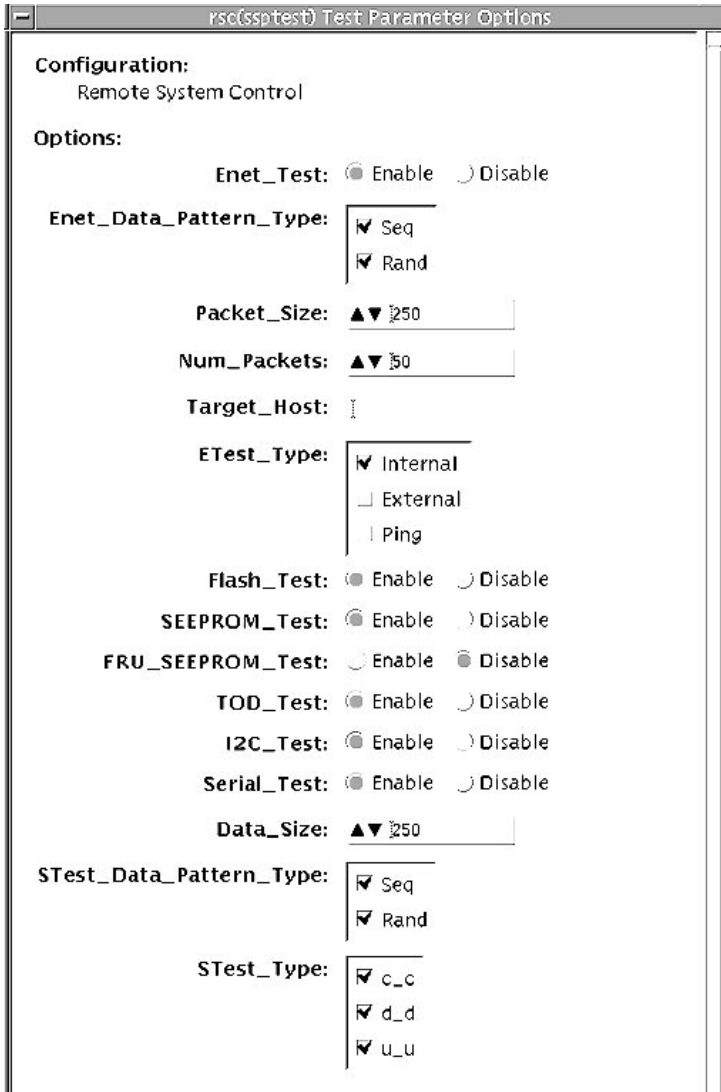 rsc(ssptest) Test Parameter Options
Configuration:
Remote System Control
Options:
Enet_Test: Enable Disable
Enet_Data_Pattern_Type: Seq
Rand
Packet_Size: 250
Num_Packets: 50
Target_Host:
ETest_Type: Internal
External
Ping
Flash_Test: Enable Disable
SEEPROM_Test: Enable Disable
FRU_SEEPROM_Test: Enable Disable
TOD_Test: Enable Disable
I2C_Test: Enable Disable
Serial_Test: Enable Disable
Data_Size: 250
STest_Data_Pattern_Type: Seq
Rand
STest_Type: c_c
d_d
u_u